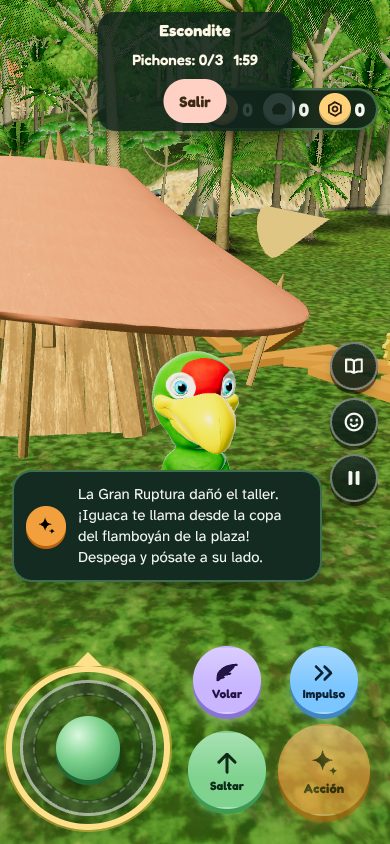 Escondite
Pichones: 0/3 1:59
Salir
0 0 0
La Gran Ruptura dañó el taller.
¡Iguaca te llama desde la copa
del flamboyán de la plaza!
Despega y pósate a su lado.
Volar
Impulso
Saltar
Acción